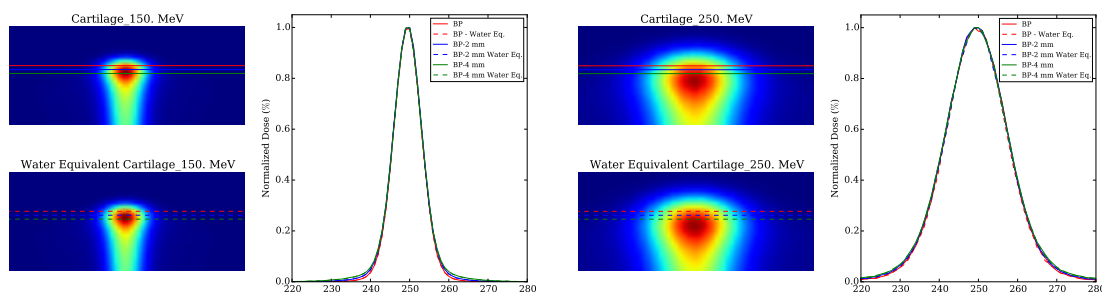 Cartilage_150. MeV
Water Equivalent Cartilage_150. MeV
Normalized Dose (%)
1.0
0.8
0.6
0.4
0.2
0.0
220 230 240 250 260 270 280
BP
BP - Water Eq.
BP-2 mm
BP-2 mm Water Eq.
BP-4 mm
BP-4 mm Water Eq.
Cartilage_250. MeV
Water Equivalent Cartilage_250. MeV
Normalized Dose (%)
1.0
0.8
0.6
0.4
0.2
0.0
220 230 240 250 260 270 280
BP
BP - Water Eq.
BP-2 mm
BP-2 mm Water Eq.
BP-4 mm
BP-4 mm Water Eq.